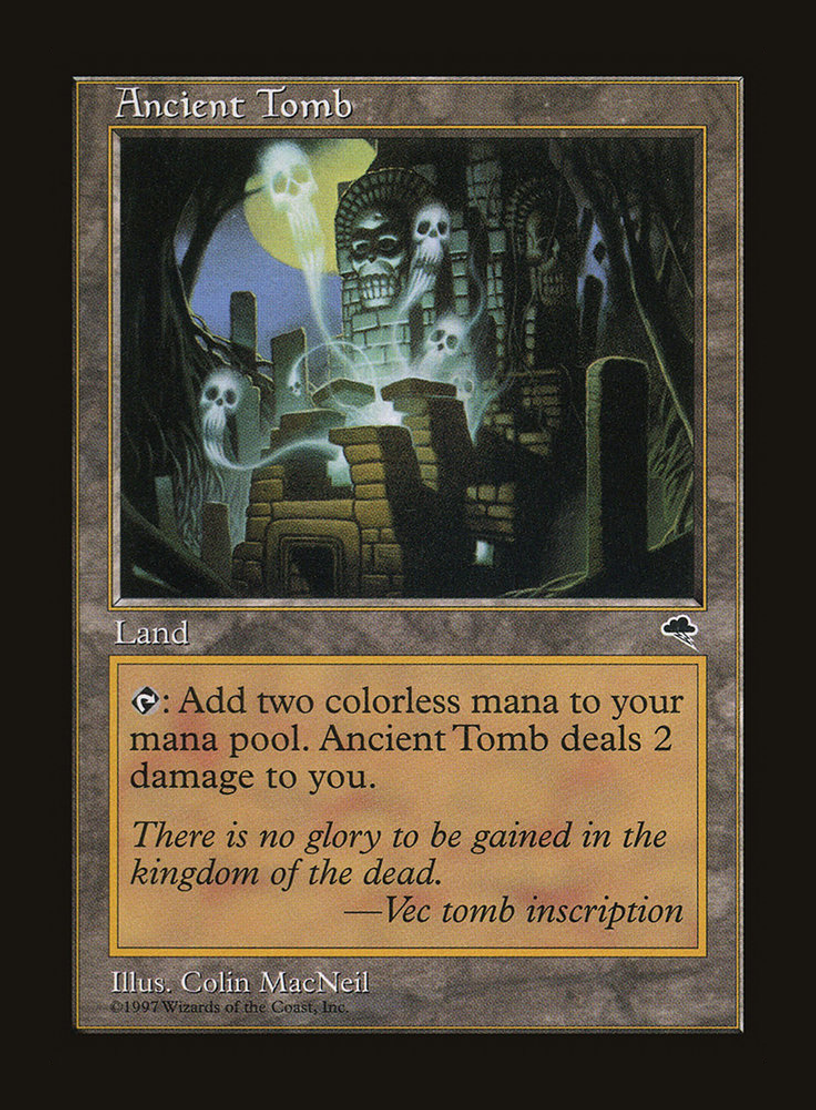 Ancient Tomb
Land
: Add two colorless mana to your
mana pool. Ancient Tomb deals 2
damage to you.
There is no glory to be gained in the
kingdom of the dead.
—Vec tomb inscription
Illus. Colin MacNeil
©1997 Wizards of the Coast, Inc.